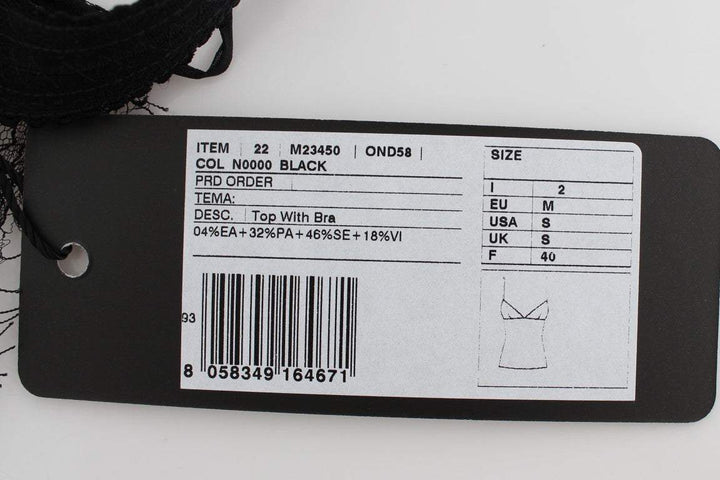 ITEM | 22 | M23450 | OND58 |
COL N0000 BLACK
PRD ORDER
TEMA:
DESC. Top With Bra
04%EA+32%PA+46%SE+18%VI
SIZE
I 2
EU M
USA S
UK S
F 40
93
8 058349 164671